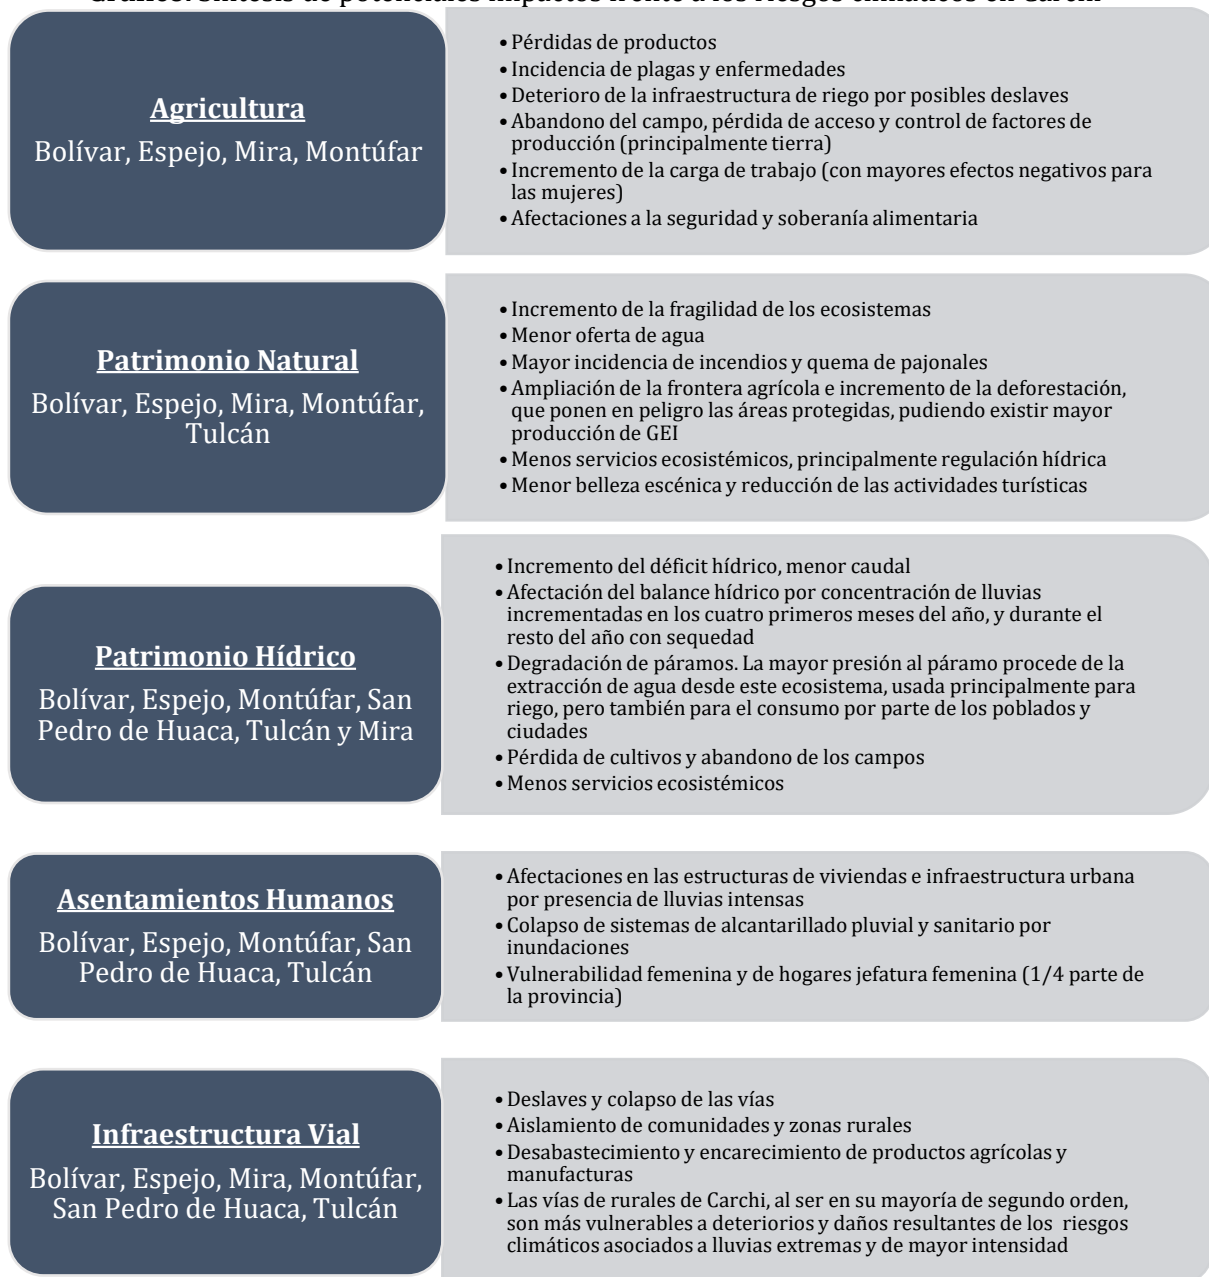 Gráfico: Síntesis de potenciales impactos frente a los riesgos climáticos en Carchi
Agricultura
Bolívar, Espejo, Mira, Montúfar
• Pérdidas de productos
• Incidencia de plagas y enfermedades
• Deterioro de la infraestructura de riego por posibles deslaves
• Abandono del campo, pérdida de acceso y control de factores de
producción (principalmente tierra)
• Incremento de la carga de trabajo (con mayores efectos negativos para
las mujeres)
• Afectaciones a la seguridad y soberanía alimentaria
Patrimonio Natural
Bolívar, Espejo, Mira, Montúfar,
Tulcán
• Incremento de la fragilidad de los ecosistemas
• Menor oferta de agua
• Mayor incidencia de incendios y quema de pajonales
• Ampliación de la frontera agrícola e incremento de la deforestación,
que ponen en peligro las áreas protegidas, pudiendo existir mayor
producción de GEI
• Menos servicios ecosistémicos, principalmente regulación hídrica
• Menor belleza escénica y reducción de las actividades turísticas
Patrimonio Hídrico
Bolívar, Espejo, Montúfar, San
Pedro de Huaca, Tulcán y Mira
• Incremento del déficit hídrico, menor caudal
• Afectación del balance hídrico por concentración de lluvias
incrementadas en los cuatro primeros meses del año, y durante el
resto del año con sequedad
• Degradación de páramos. La mayor presión al páramo procede de la
extracción de agua desde este ecosistema, usada principalmente para
riego, pero también para el consumo por parte de los poblados y
ciudades
• Pérdida de cultivos y abandono de los campos
• Menos servicios ecosistémicos
Asentamientos Humanos
Bolívar, Espejo, Montúfar, San
Pedro de Huaca, Tulcán
• Afectaciones en las estructuras de viviendas e infraestructura urbana
por presencia de lluvias intensas
• Colapso de sistemas de alcantarillado pluvial y sanitario por
inundaciones
• Vulnerabilidad femenina y de hogares jefatura femenina (1/4 parte de
la provincia)
Infraestructura Vial
Bolívar, Espejo, Mira, Montúfar,
San Pedro de Huaca, Tulcán
• Deslaves y colapso de las vías
• Aislamiento de comunidades y zonas rurales
• Desabastecimiento y encarecimiento de productos agrícolas y
manufacturas
• Las vías de rurales de Carchi, al ser en su mayoría de segundo orden,
son más vulnerables a deteriorios y daños resultantes de los riesgos
climáticos asociados a lluvias extremas y de mayor intensidad